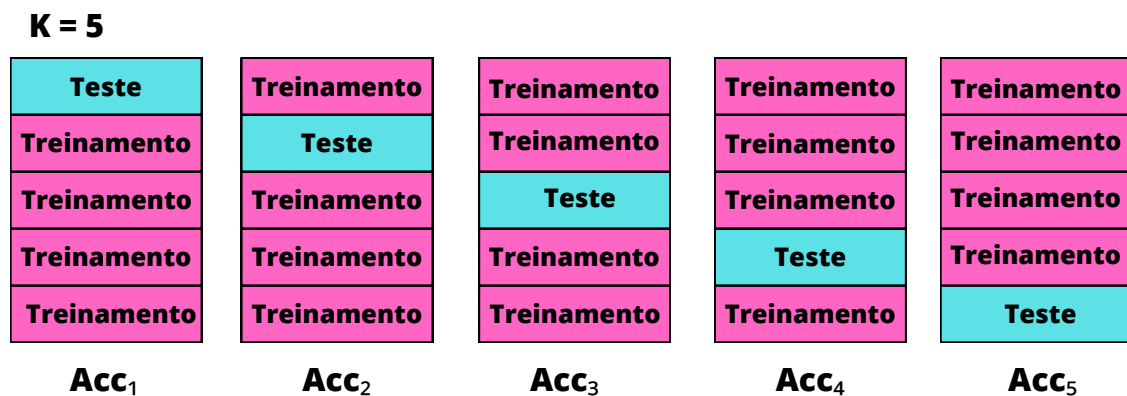 K = 5
Teste Treinamento Treinamento Treinamento Treinamento
Treinamento Teste Treinamento Treinamento Treinamento
Treinamento Treinamento Teste Treinamento Treinamento
Treinamento Treinamento Treinamento Teste Treinamento
Treinamento Treinamento Treinamento Treinamento Teste
Acc₁ Acc₂ Acc₃ Acc₄ Acc₅